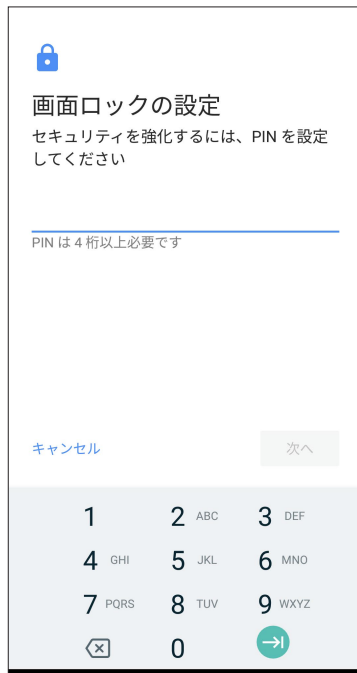 画面ロックの設定
セキュリティを強化するには、PIN を設定
してください
PIN は 4 桁以上必要です
キャンセル
次へ
1 2 ABC 3 DEF
4 GHI 5 JKL 6 MNO
7 PQRS 8 TUV 9 WXYZ
0